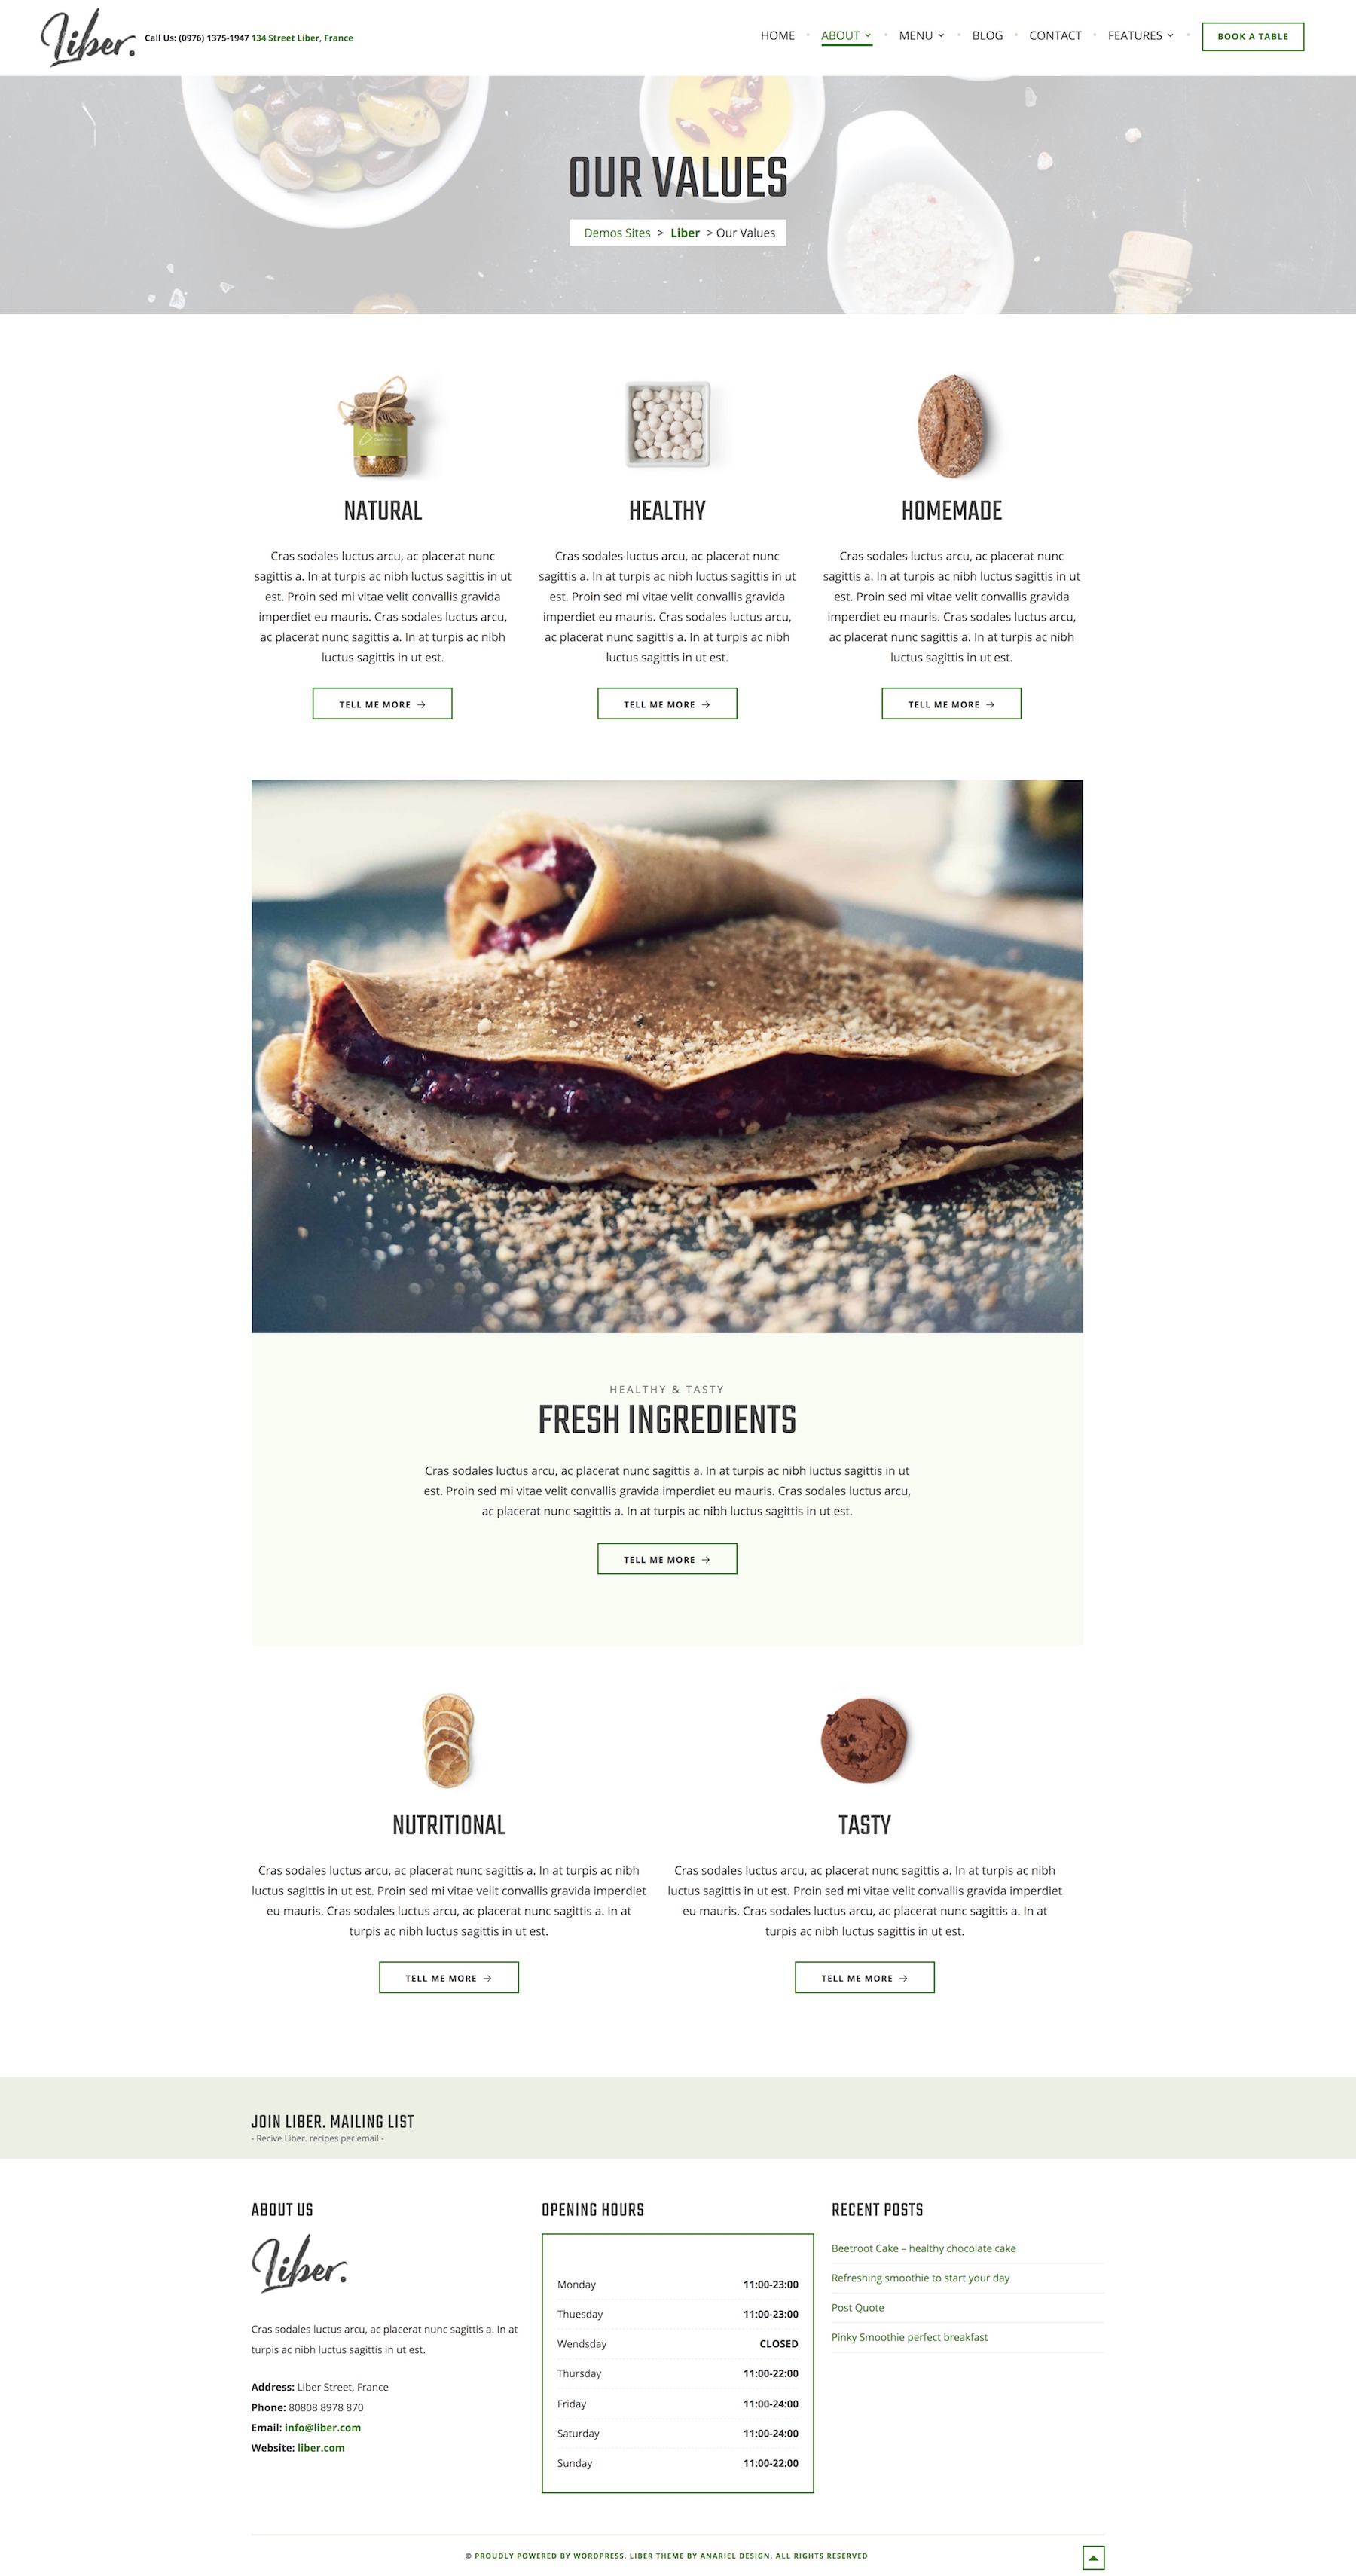 Liber.
Call Us: (0976) 1375-1947 134 Street Liber, France
HOME
ABOUT
MENU
BLOG
CONTACT
FEATURES
BOOK A TABLE
OUR VALUES
Demos Sites > Liber > Our Values
NATURAL
Cras sodales luctus arcu, ac placerat nunc
sagittis a. In at turpis ac nibh luctus sagittis in ut
est. Proin sed mi vitae velit convallis gravida
imperdiet eu mauris. Cras sodales luctus arcu,
ac placerat nunc sagittis a. In at turpis ac nibh
luctus sagittis in ut est.
TELL ME MORE →
HEALTHY
Cras sodales luctus arcu, ac placerat nunc
sagittis a. In at turpis ac nibh luctus sagittis in ut
est. Proin sed mi vitae velit convallis gravida
imperdiet eu mauris. Cras sodales luctus arcu,
ac placerat nunc sagittis a. In at turpis ac nibh
luctus sagittis in ut est.
TELL ME MORE →
HOMEMADE
Cras sodales luctus arcu, ac placerat nunc
sagittis a. In at turpis ac nibh luctus sagittis in ut
est. Proin sed mi vitae velit convallis gravida
imperdiet eu mauris. Cras sodales luctus arcu,
ac placerat nunc sagittis a. In at turpis ac nibh
luctus sagittis in ut est.
TELL ME MORE →
HEALTHY & TASTY
FRESH INGREDIENTS
Cras sodales luctus arcu, ac placerat nunc sagittis a. In at turpis ac nibh luctus sagittis in ut
est. Proin sed mi vitae velit convallis gravida imperdiet eu mauris. Cras sodales luctus arcu,
ac placerat nunc sagittis a. In at turpis ac nibh luctus sagittis in ut est.
TELL ME MORE →
NUTRITIONAL
Cras sodales luctus arcu, ac placerat nunc sagittis a. In at turpis ac nibh
luctus sagittis in ut est. Proin sed mi vitae velit convallis gravida imperdiet
eu mauris. Cras sodales luctus arcu, ac placerat nunc sagittis a. In at
turpis ac nibh luctus sagittis in ut est.
TELL ME MORE →
TASTY
Cras sodales luctus arcu, ac placerat nunc sagittis a. In at turpis ac nibh
luctus sagittis in ut est. Proin sed mi vitae velit convallis gravida imperdiet
eu mauris. Cras sodales luctus arcu, ac placerat nunc sagittis a. In at
turpis ac nibh luctus sagittis in ut est.
TELL ME MORE →
JOIN LIBER. MAILING LIST
- Recive Liber. recipes per email -
ABOUT US
Liber.
Cras sodales luctus arcu, ac placerat nunc sagittis a. In at
turpis ac nibh luctus sagittis in ut est.
Address: Liber Street, France
Phone: 80808 8978 870
Email: info@liber.com
Website: liber.com
OPENING HOURS
Monday 11:00-23:00
Thuesday 11:00-23:00
Wendsday CLOSED
Thursday 11:00-22:00
Friday 11:00-24:00
Saturday 11:00-24:00
Sunday 11:00-22:00
RECENT POSTS
Beetroot Cake – healthy chocolate cake
Refreshing smoothie to start your day
Post Quote
Pinky Smoothie perfect breakfast
© PROUDLY POWERED BY WORDPRESS. LIBER THEME BY ANARIEL DESIGN. ALL RIGHTS RESERVED